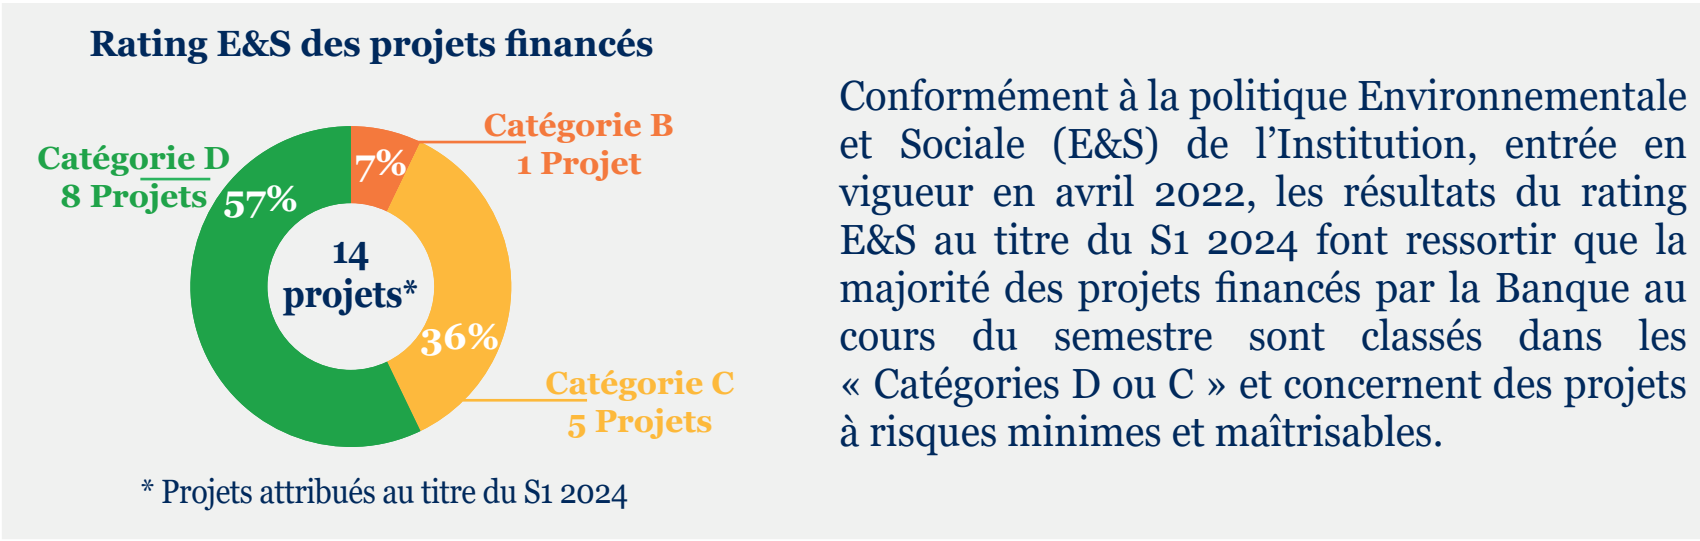 Rating E&S des projets financés
Catégorie B
1 Projet
Catégorie D
8 Projets
7%
57%
14
projets*
36%
Catégorie C
5 Projets
* Projets attribués au titre du S1 2024
Conformément à la politique Environnementale
et Sociale (E&S) de l’Institution, entrée en
vigueur en avril 2022, les résultats du rating
E&S au titre du S1 2024 font ressortir que la
majorité des projets financés par la Banque au
cours du semestre sont classés dans les
« Catégories D ou C » et concernent des projets
à risques minimes et maîtrisables.